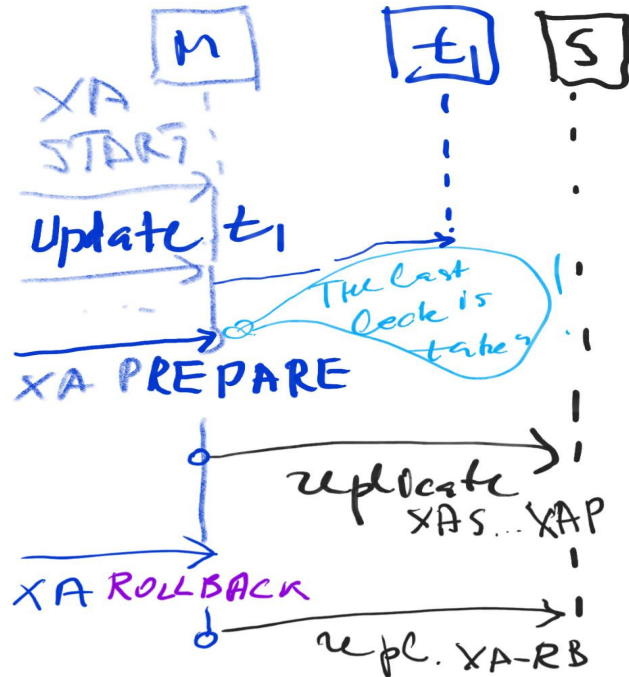 M t1 S
XA
START
Update t1
...
The last
lock is
taken
XA PREPARE
replicate
XAS...XAP
XA ROLLBACK
repl. XA-RB